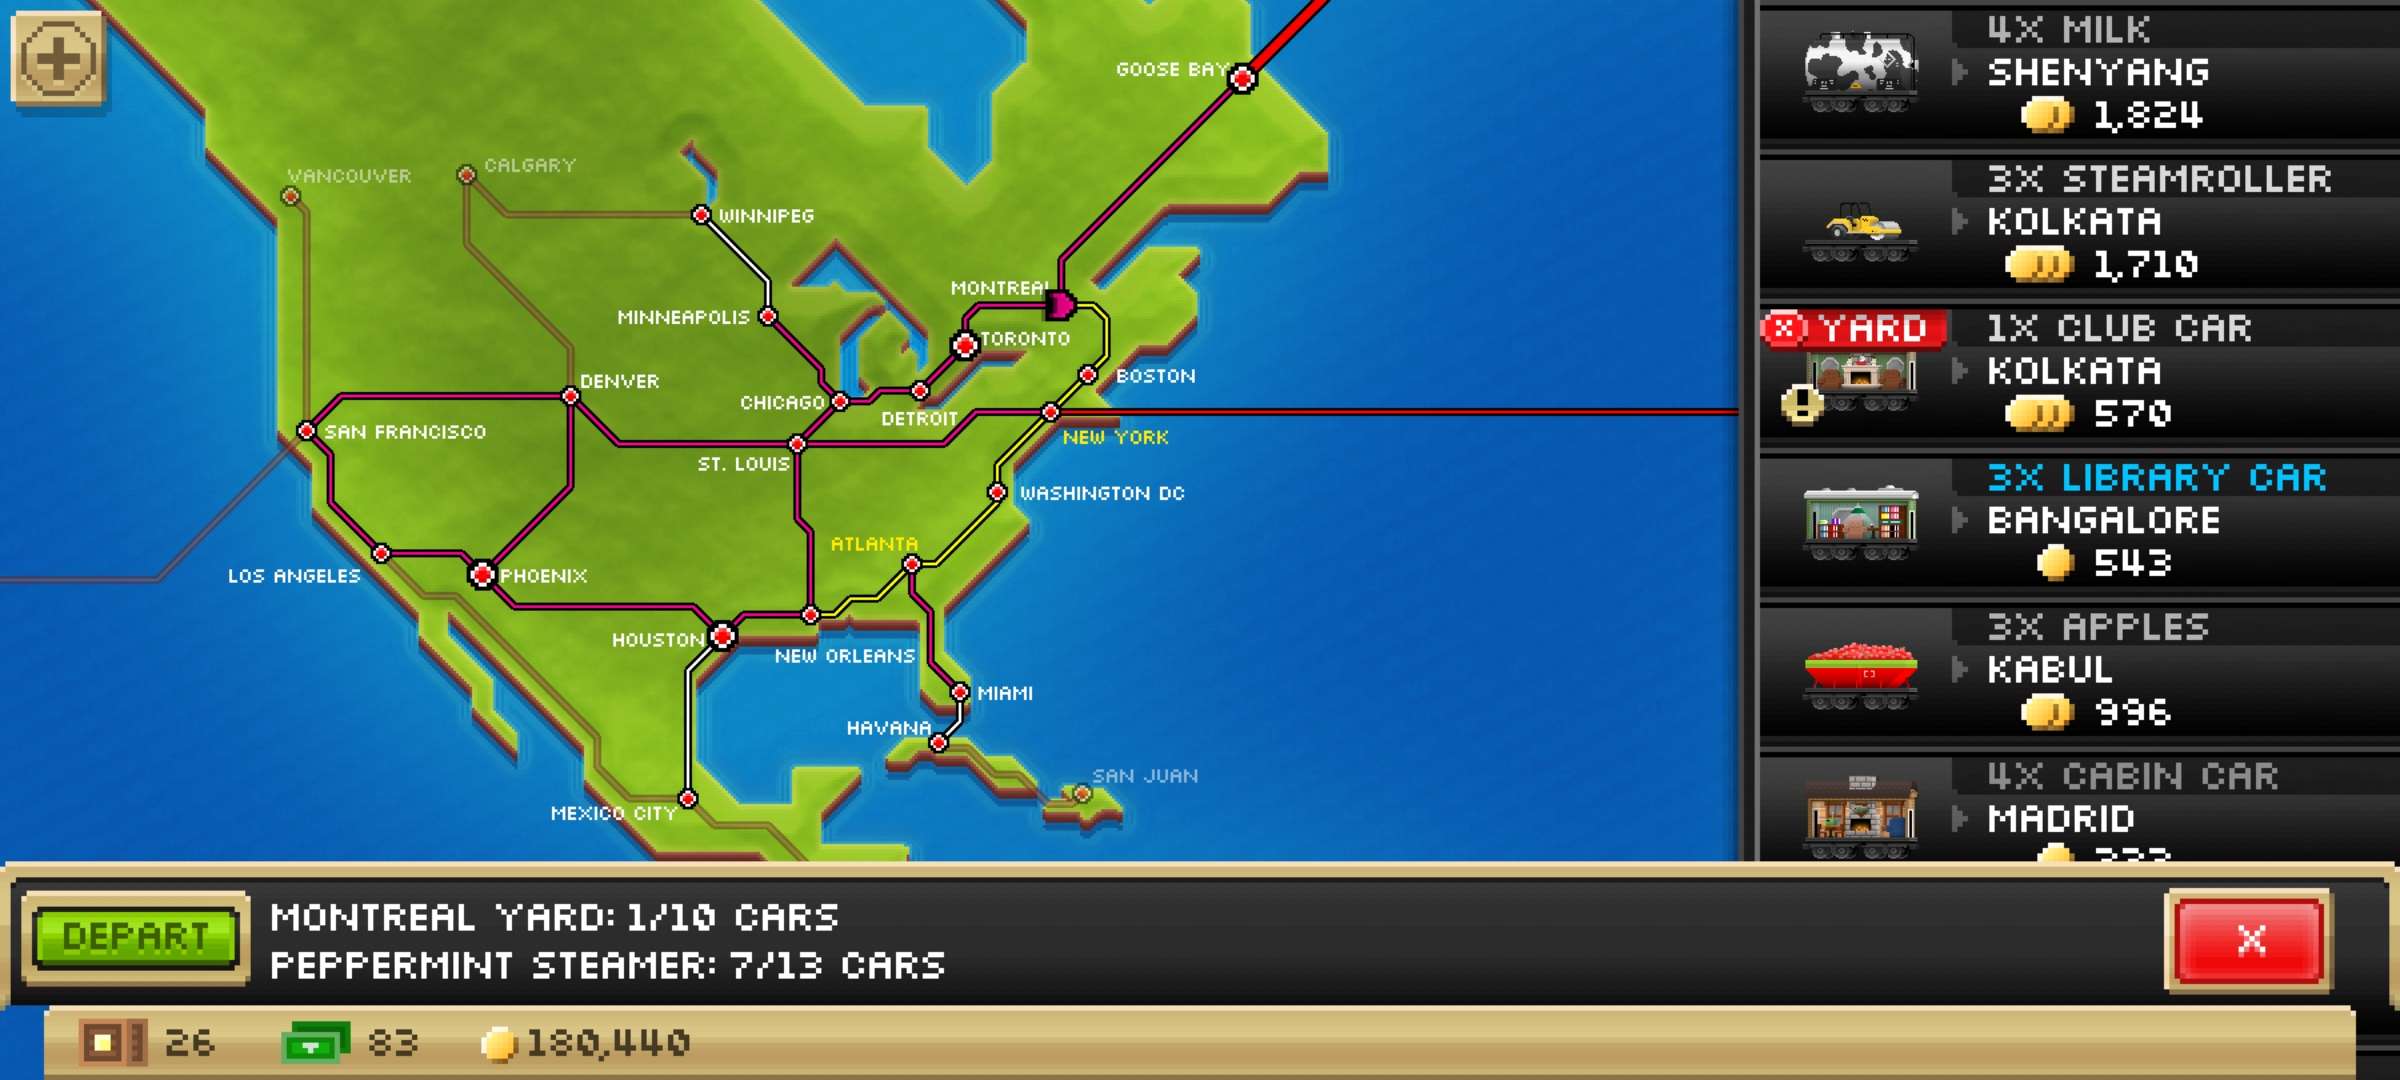 GOOSE BAY
VANCOUVER
CALGARY
WINNIPEG
MONTREAL
MINNEAPOLIS
TORONTO
DENVER
BOSTON
CHICAGO
DETROIT
SAN FRANCISCO
NEW YORK
ST. LOUIS
WASHINGTON DC
ATLANTA
LOS ANGELES
PHOENIX
HOUSTON
NEW ORLEANS
MIAMI
HAVANA
SAN JUAN
MEXICO CITY
4X MILK
SHENYANG
1,824
3X STEAMROLLER
KOLKATA
1,710
X YARD
1X CLUB CAR
KOLKATA
570
3X LIBRARY CAR
BANGALORE
543
3X APPLES
KABUL
996
4X CABIN CAR
MADRID
DEPART
MONTREAL YARD: 1/10 CARS
PEPPERMINT STEAMER: 7/13 CARS
X
26
83
180,440